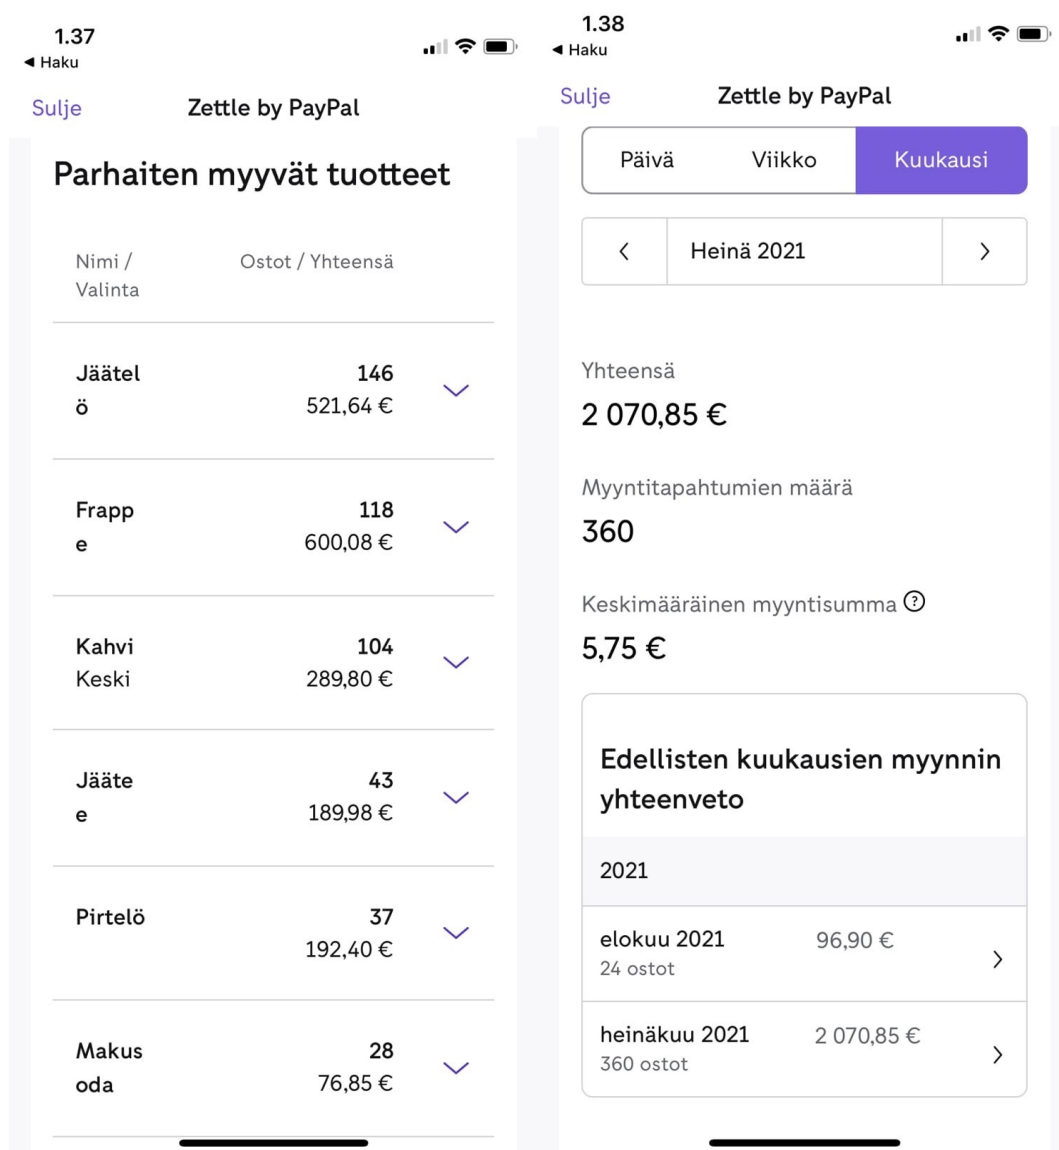 1.37
◀ Haku
Sulje
Zettle by PayPal
Parhaiten myyvät tuotteet
Nimi /
Valinta
Ostot / Yhteensä
Jäätel
ö
146
521,64 €
Frapp
e
118
600,08 €
Kahvi
Keski
104
289,80 €
Jääte
e
43
189,98 €
Pirtelö
37
192,40 €
Makus
oda
28
76,85 €
1.38
◀ Haku
Sulje
Zettle by PayPal
Päivä
Viikko
Kuukausi
Heinä 2021
Yhteensä
2 070,85 €
Myyntitapahtumien määrä
360
Keskimääräinen myyntisumma ?
5,75 €
Edellisten kuukausien myynnin
yhteenveto
2021
elokuu 2021
96,90 €
24 ostot
heinäkuu 2021
2 070,85 €
360 ostot